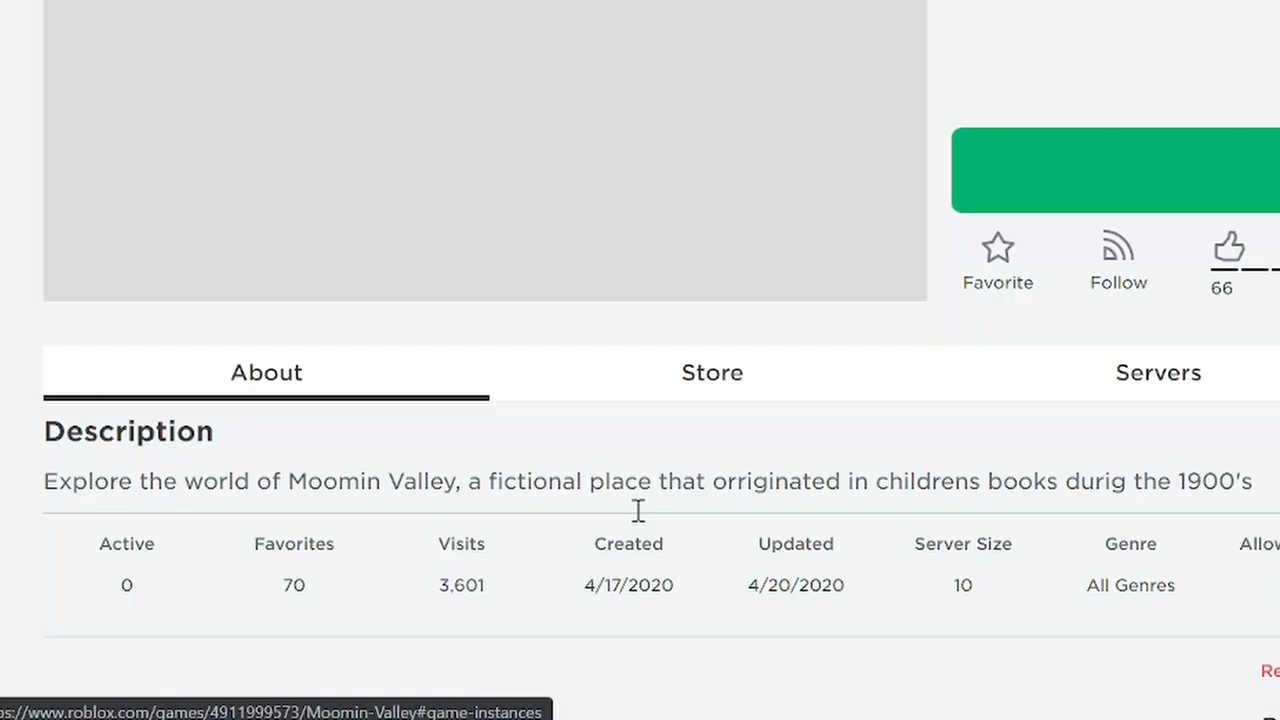 Favorite
Follow
66
About
Store
Servers
Description
Explore the world of Moomin Valley, a fictional place that orriginated in childrens books durig the 1900's
Active
Favorites
Visits
Created
Updated
Server Size
Genre
0
70
3,601
4/17/2020
4/20/2020
10
All Genres
ps://www.roblox.com/games/4911999573/Moomin-Valley#game-instances